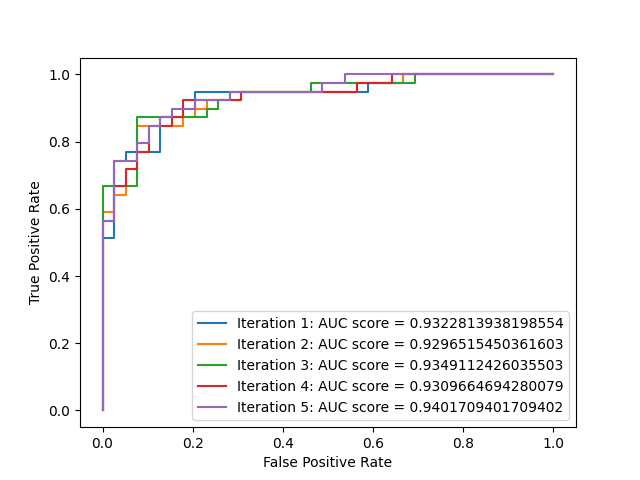 1.0
0.8
0.6
0.4
0.2
0.0
True Positive Rate
Iteration 1: AUC score = 0.9322813938198554
Iteration 2: AUC score = 0.9296515450361603
Iteration 3: AUC score = 0.9349112426035503
Iteration 4: AUC score = 0.9309664694280079
Iteration 5: AUC score = 0.9401709401709402
0.0 0.2 0.4 0.6 0.8 1.0
False Positive Rate